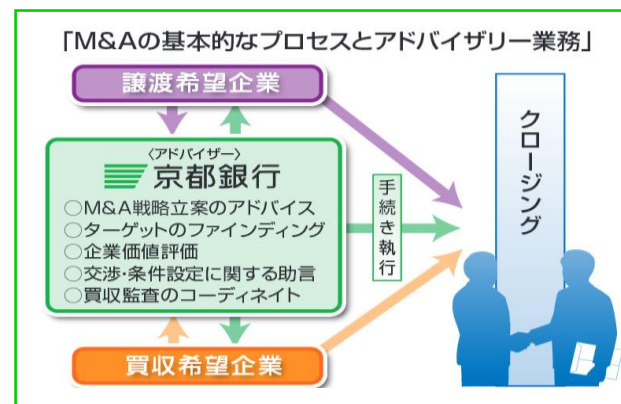 「M&Aの基本的なプロセスとアドバイザリー業務」
譲渡希望企業
〈アドバイザー〉
京都銀行
○M&A戦略立案のアドバイス
○ターゲットのファインディング
○企業価値評価
○交渉・条件設定に関する助言
○買収監査のコーディネイト
手続き執行
クロージング
買収希望企業